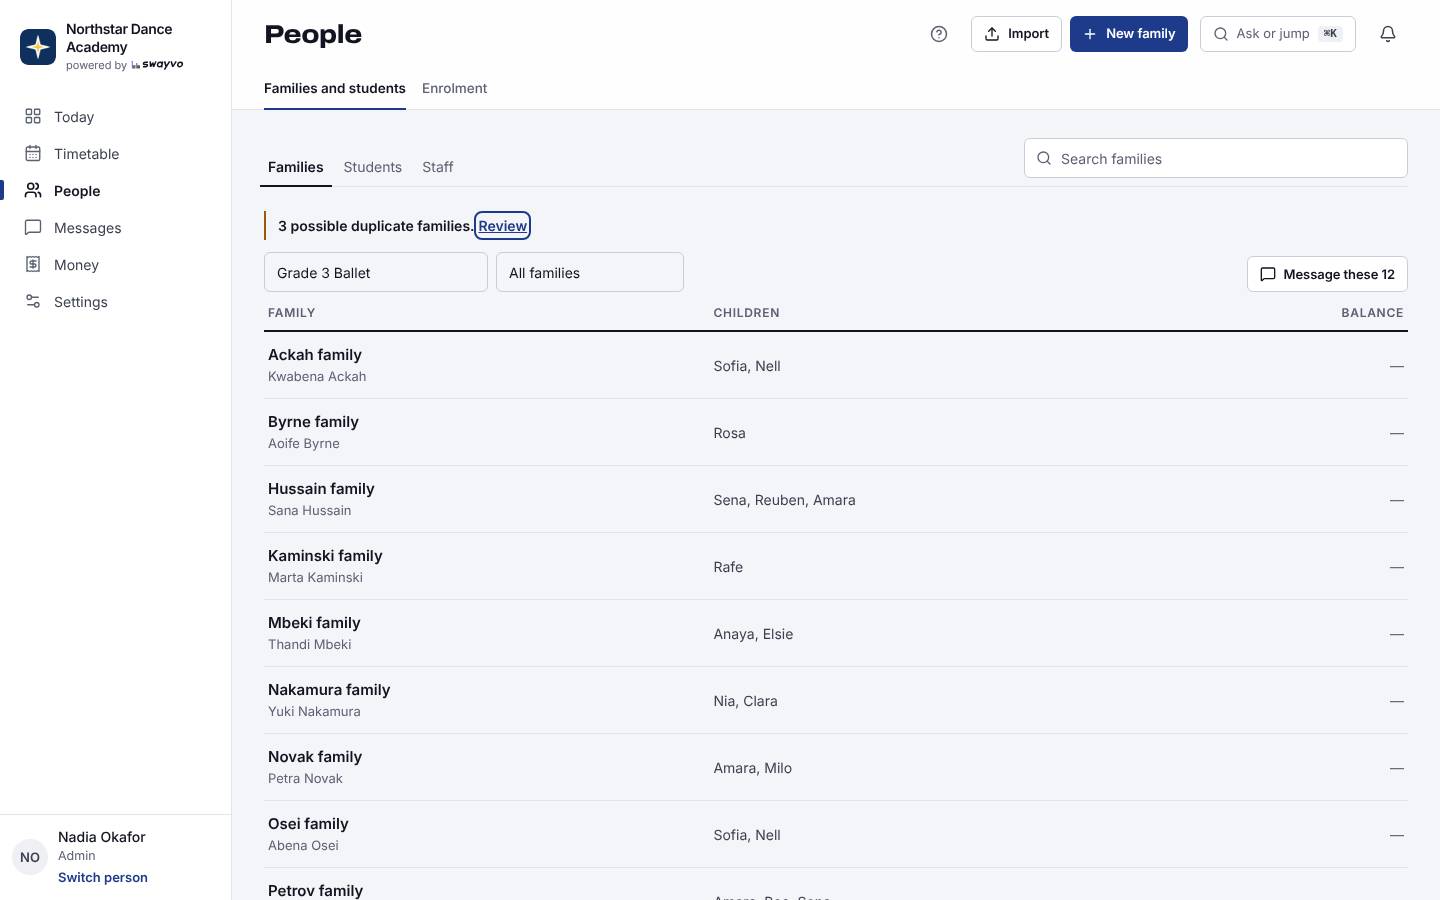 Northstar Dance
Academy
powered by swayvo
Today
Timetable
People
Messages
Money
Settings
NO
Nadia Okafor
Admin
Switch person
People
Import
New family
Ask or jump ⌘K
Families and students
Enrolment
Families
Students
Staff
Search families
3 possible duplicate families. Review
Grade 3 Ballet
All families
Message these 12
FAMILY
CHILDREN
BALANCE
Ackah family
Kwabena Ackah
Sofia, Nell
—
Byrne family
Aoife Byrne
Rosa
—
Hussain family
Sana Hussain
Sena, Reuben, Amara
—
Kaminski family
Marta Kaminski
Rafe
—
Mbeki family
Thandi Mbeki
Anaya, Elsie
—
Nakamura family
Yuki Nakamura
Nia, Clara
—
Novak family
Petra Novak
Amara, Milo
—
Osei family
Abena Osei
Sofia, Nell
—
Petrov family